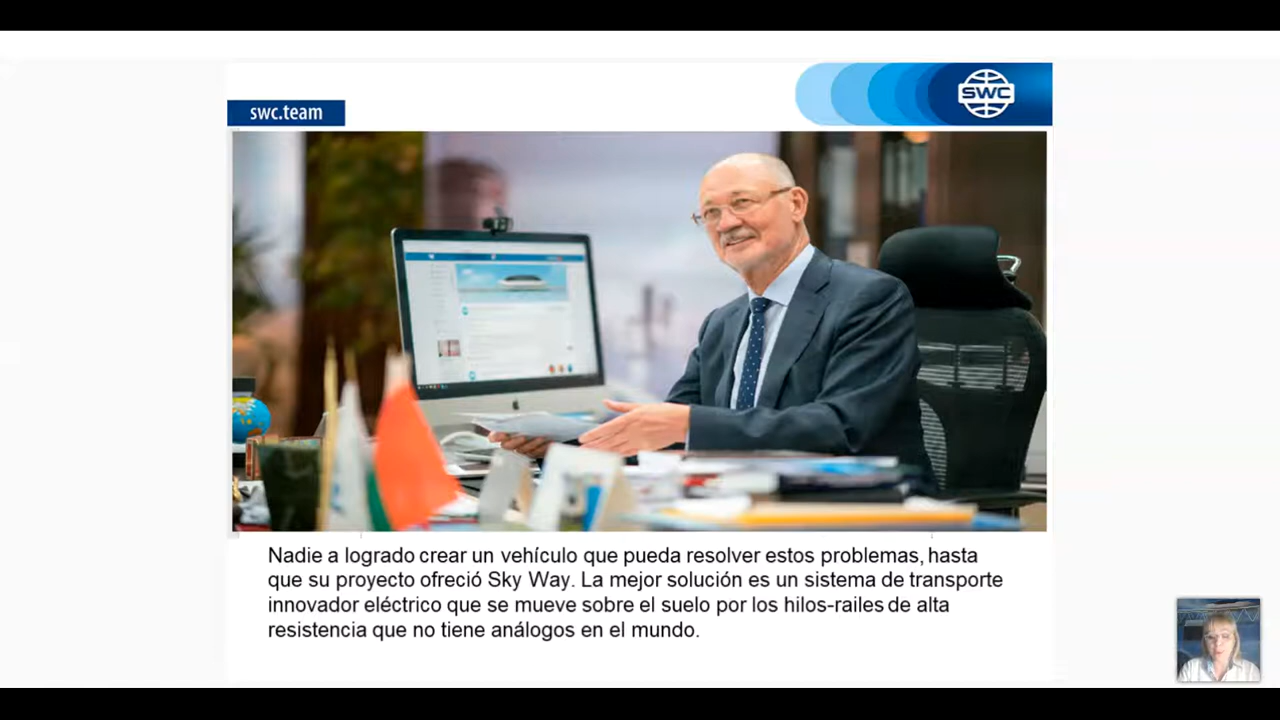 swc.team
SWC
Nadie a logrado crear un vehículo que pueda resolver estos problemas, hasta
que su proyecto ofreció Sky Way. La mejor solución es un sistema de transporte
innovador eléctrico que se mueve sobre el suelo por los hilos-railes de alta
resistencia que no tiene análogos en el mundo.